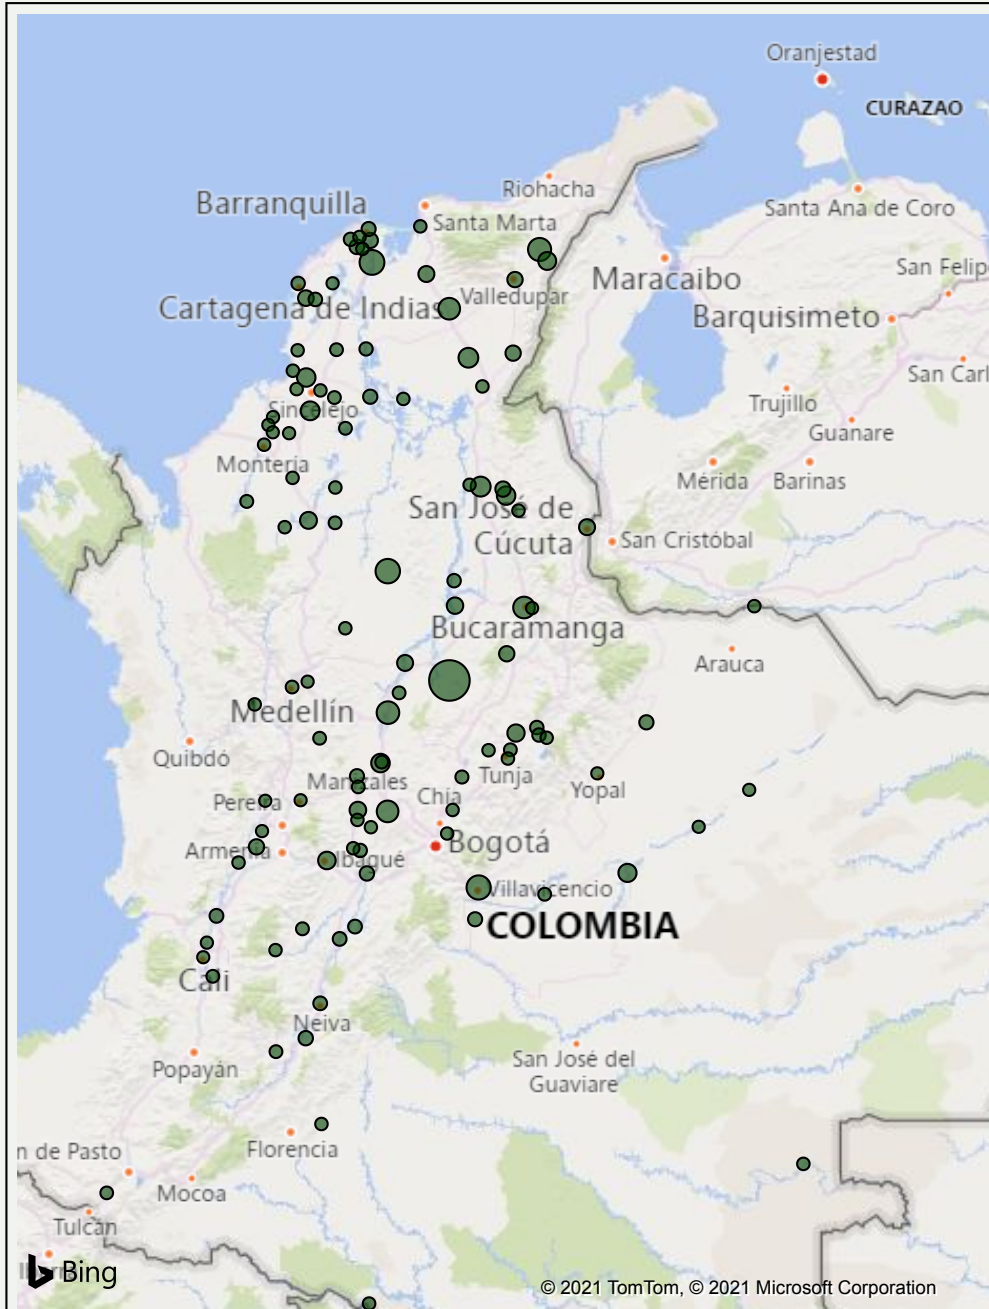 Oranjestad
CURAZAO
Riohacha
Barranquilla
Santa Marta
Santa Ana de Coro
Maracaibo
San Felip
Valledupar
Cartagena de Indias
Barquisimeto
San Carl
Trujillo
Sincelejo
Guanare
Montería
Mérida
Barinas
San José de
Cúcuta
San Cristóbal
Bucaramanga
Arauca
Medellín
Quibdó
Manizales
Tunja
Yopal
Pereira
Chía
Bogotá
Armenia
Ibagué
Villavicencio
COLOMBIA
Cali
Neiva
San José del
Guaviare
Popayán
Florencia
n de Pasto
Mocoa
Tulcán
Bing
© 2021 TomTom, © 2021 Microsoft Corporation